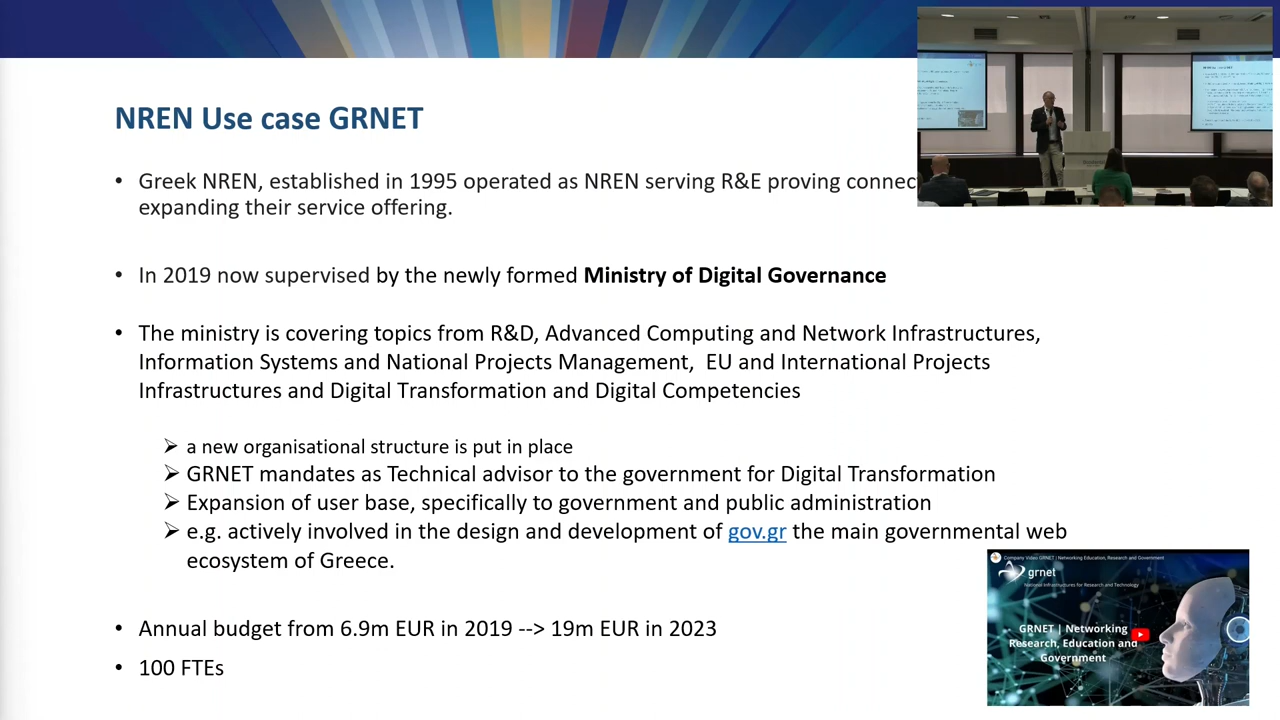 NREN Use case GRNET
• Greek NREN, established in 1995 operated as NREN serving R&E proving connec
expanding their service offering.
• In 2019 now supervised by the newly formed Ministry of Digital Governance
• The ministry is covering topics from R&D, Advanced Computing and Network Infrastructures,
Information Systems and National Projects Management, EU and International Projects
Infrastructures and Digital Transformation and Digital Competencies
➢ a new organisational structure is put in place
➢ GRNET mandates as Technical advisor to the government for Digital Transformation
➢ Expansion of user base, specifically to government and public administration
➢ e.g. actively involved in the design and development of gov.gr the main governmental web
ecosystem of Greece.
• Annual budget from 6.9m EUR in 2019 --> 19m EUR in 2023
• 100 FTEs
Company Video GRNET | Networking Education, Research and Government
grnet
National Infrastructures for Research and Technology
GRNET | Networking
Research, Education and
Government